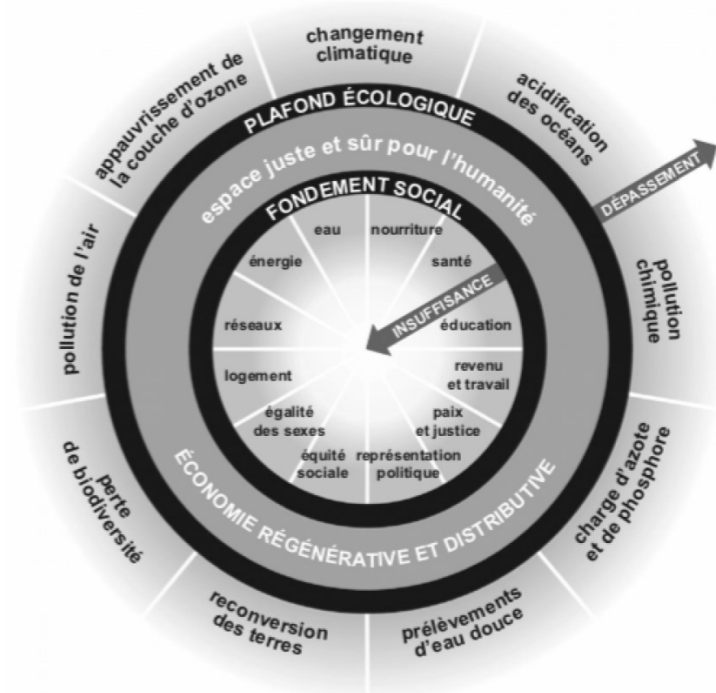 changement
climatique
acidification
des océans
appauvrissement de
la couche d'ozone
PLAFOND ÉCOLOGIQUE
espace juste et sûr pour l'humanité
FONDEMENT SOCIAL
DÉPASSEMENT
eau
nourriture
énergie
santé
INSUFFISANCE
pollution de l'air
pollution
chimique
réseaux
éducation
logement
revenu
et travail
égalité
des sexes
paix
et justice
équité
sociale
représentation
politique
ÉCONOMIE RÉGÉNÉRATIVE ET DISTRIBUTIVE
perte
de biodiversité
charge d'azote
et de phosphore
reconversion
des terres
prélèvements
d'eau douce